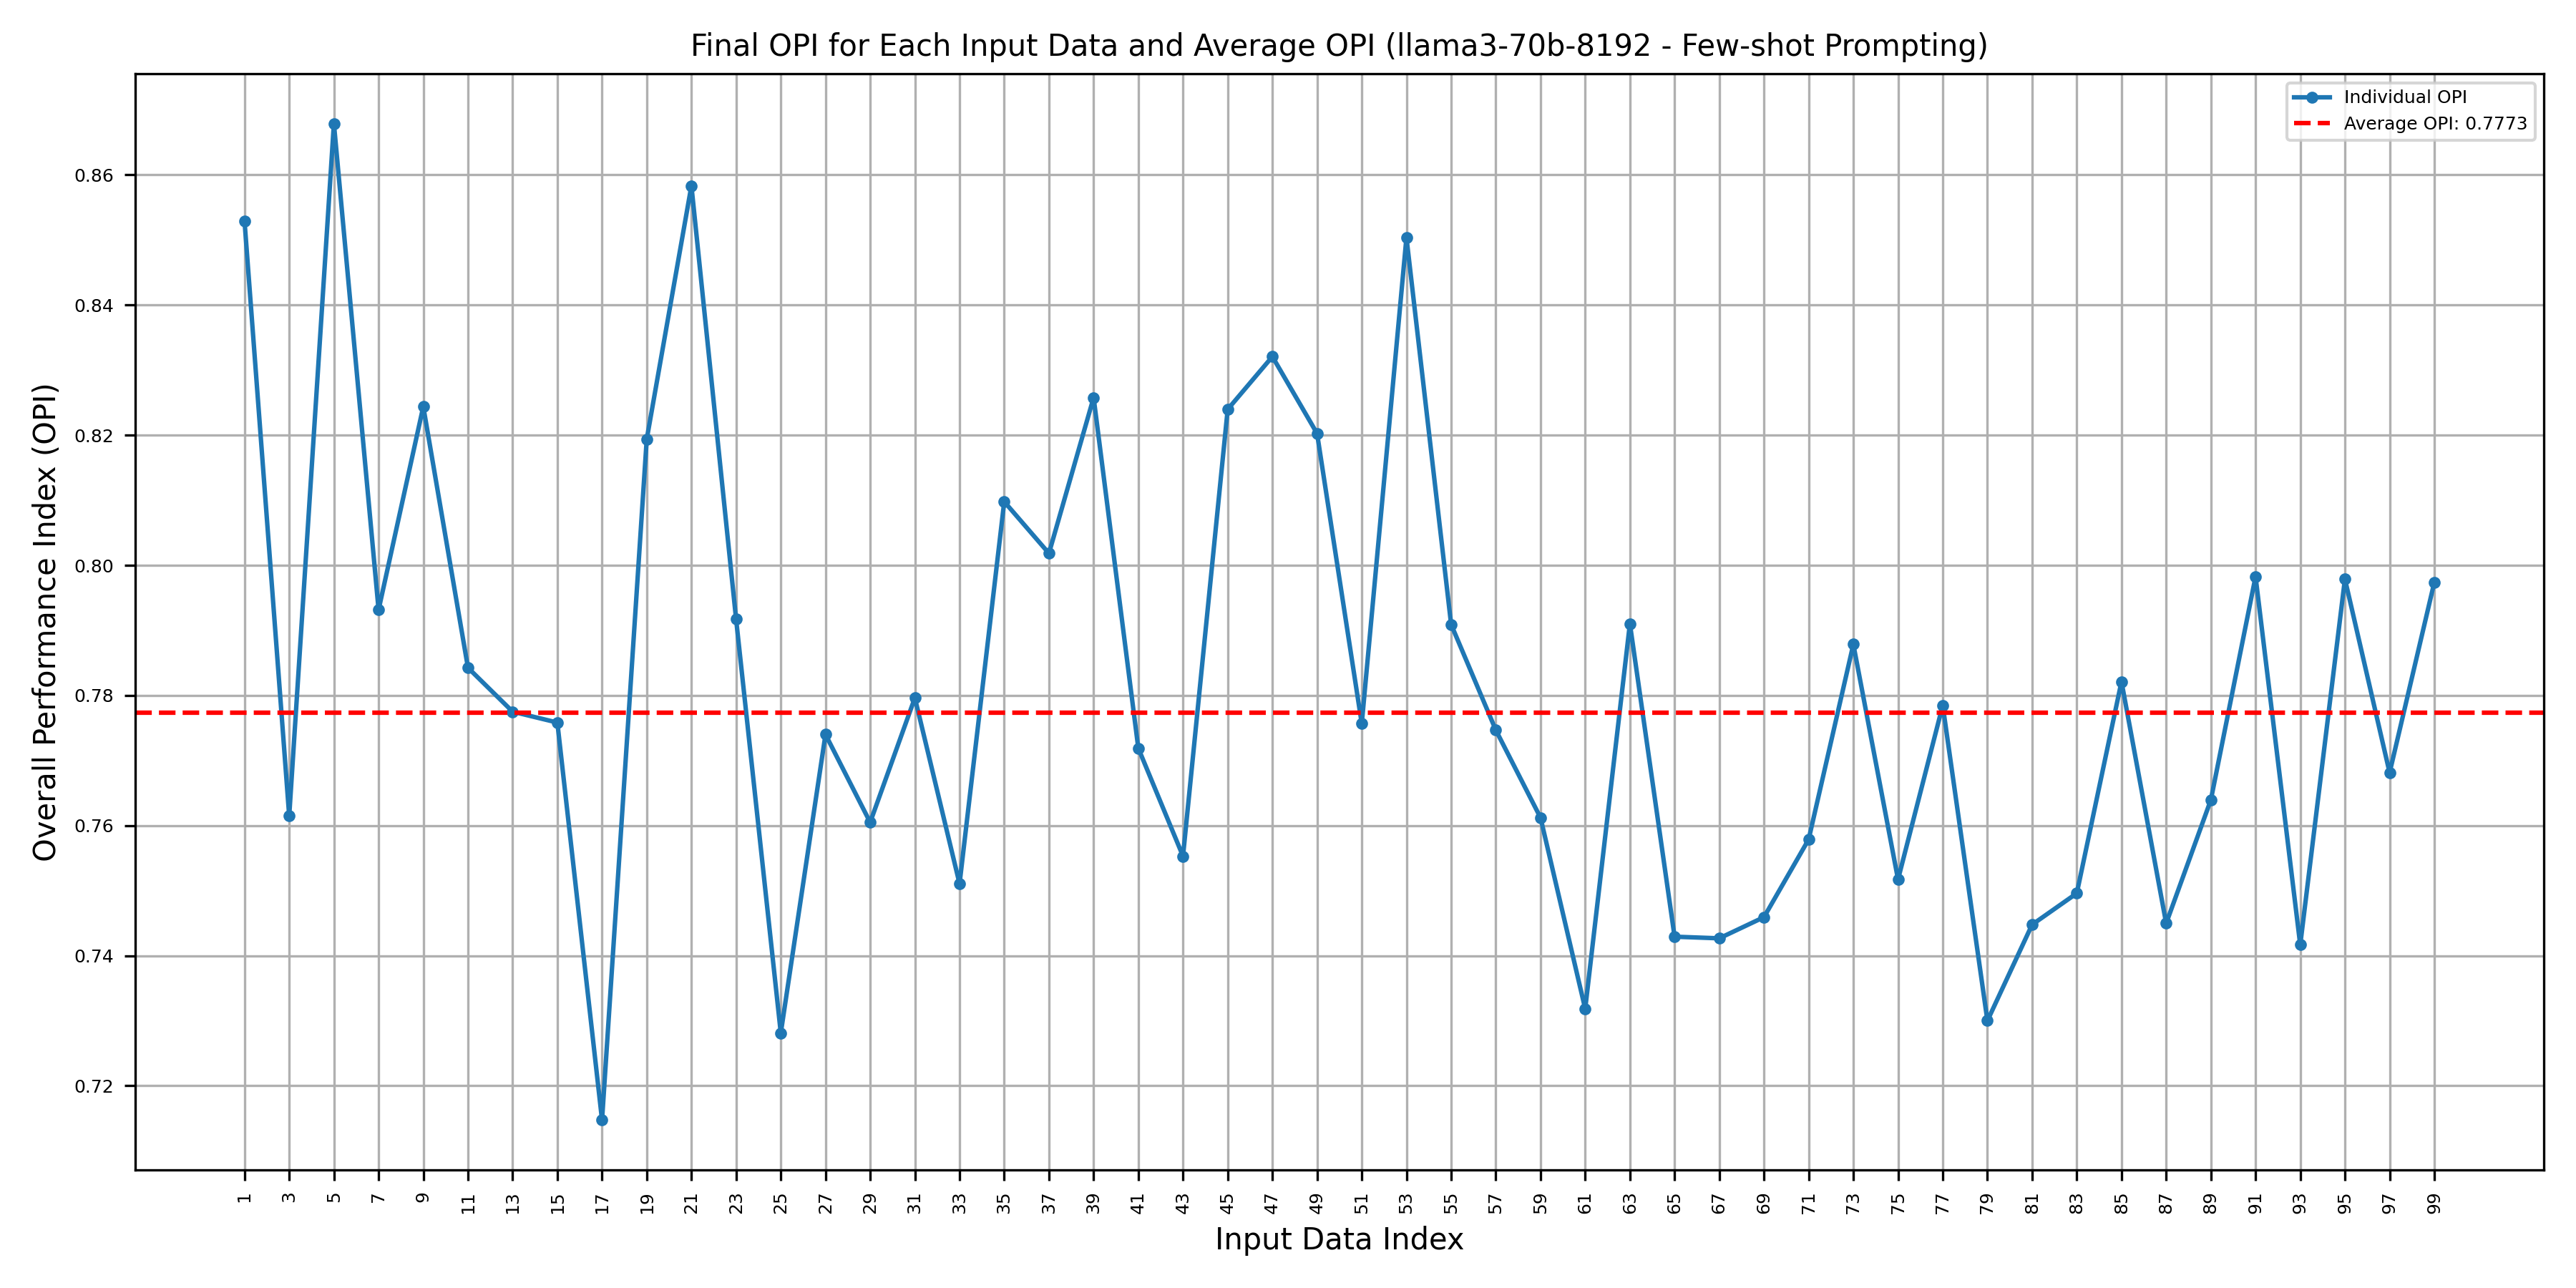 Final OPI for Each Input Data and Average OPI (llama3-70b-8192 - Few-shot Prompting)
Individual OPI
Average OPI: 0.7773
Overall Performance Index (OPI)
0.86
0.84
0.82
0.80
0.78
0.76
0.74
0.72
1 3 5 7 9 11 13 15 17 19 21 23 25 27 29 31 33 35 37 39 41 43 45 47 49 51 53 55 57 59 61 63 65 67 69 71 73 75 77 79 81 83 85 87 89 91 93 95 97 99
Input Data Index